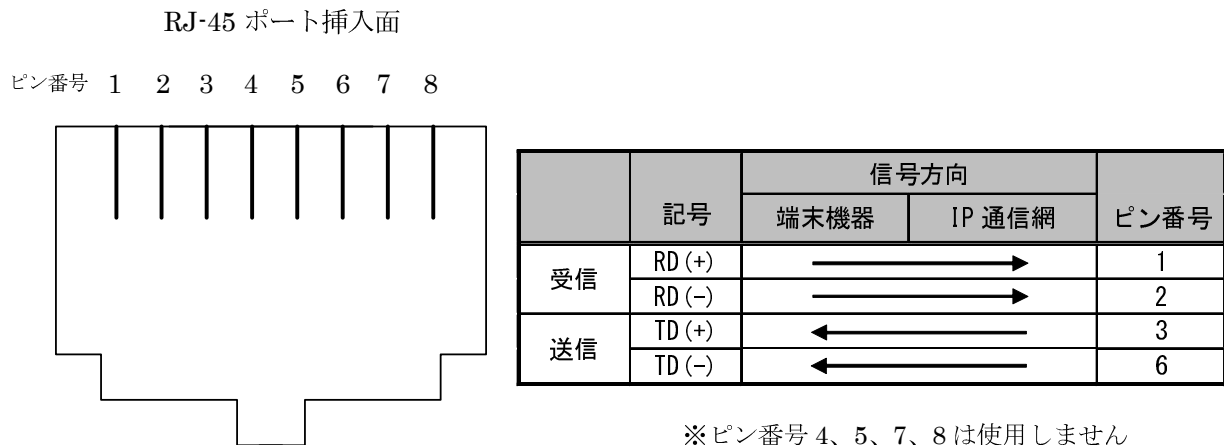 RJ-45 ポート挿入面
ピン番号 1 2 3 4 5 6 7 8
信号方向
記号 端末機器 IP 通信網 ピン番号
受信 RD(+) 1
RD(-) 2
送信 TD(+) 3
TD(-) 6
※ピン番号 4、5、7、8 は使用しません